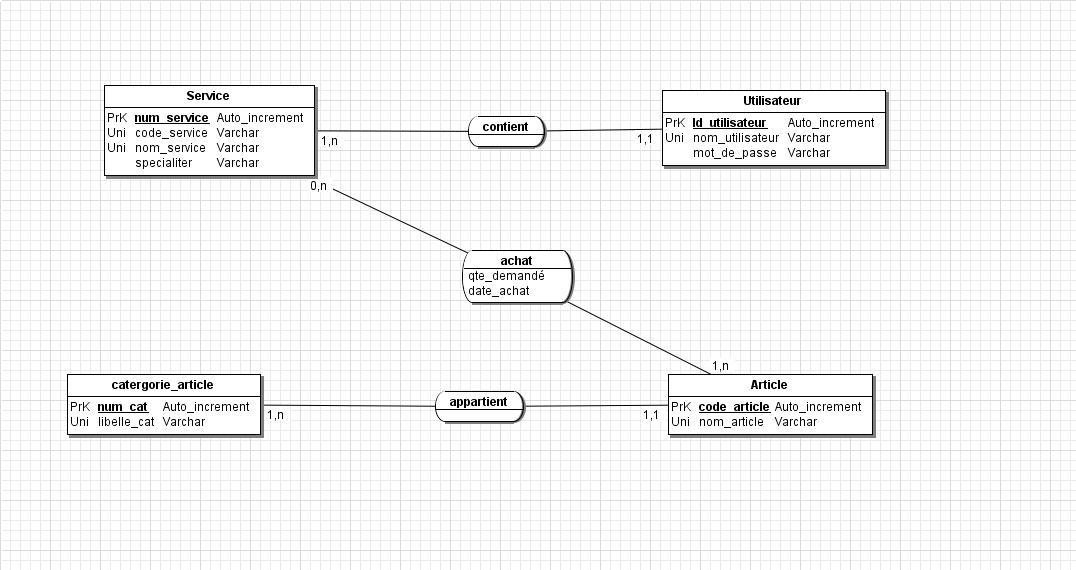 Service
PrK num_service Auto_increment
Uni code_service Varchar
Uni nom_service Varchar
specialiter Varchar
1,n
contient
1,1
Utilisateur
PrK Id_utilisateur Auto_increment
Uni nom_utilisateur Varchar
mot_de_passe Varchar
0,n
achat
qte_demandé
date_achat
1,n
catergorie_article
PrK num_cat Auto_increment
Uni libelle_cat Varchar
1,n
appartient
1,1
Article
PrK code_article Auto_increment
Uni nom_article Varchar